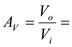 A_V = V_o / V_i =